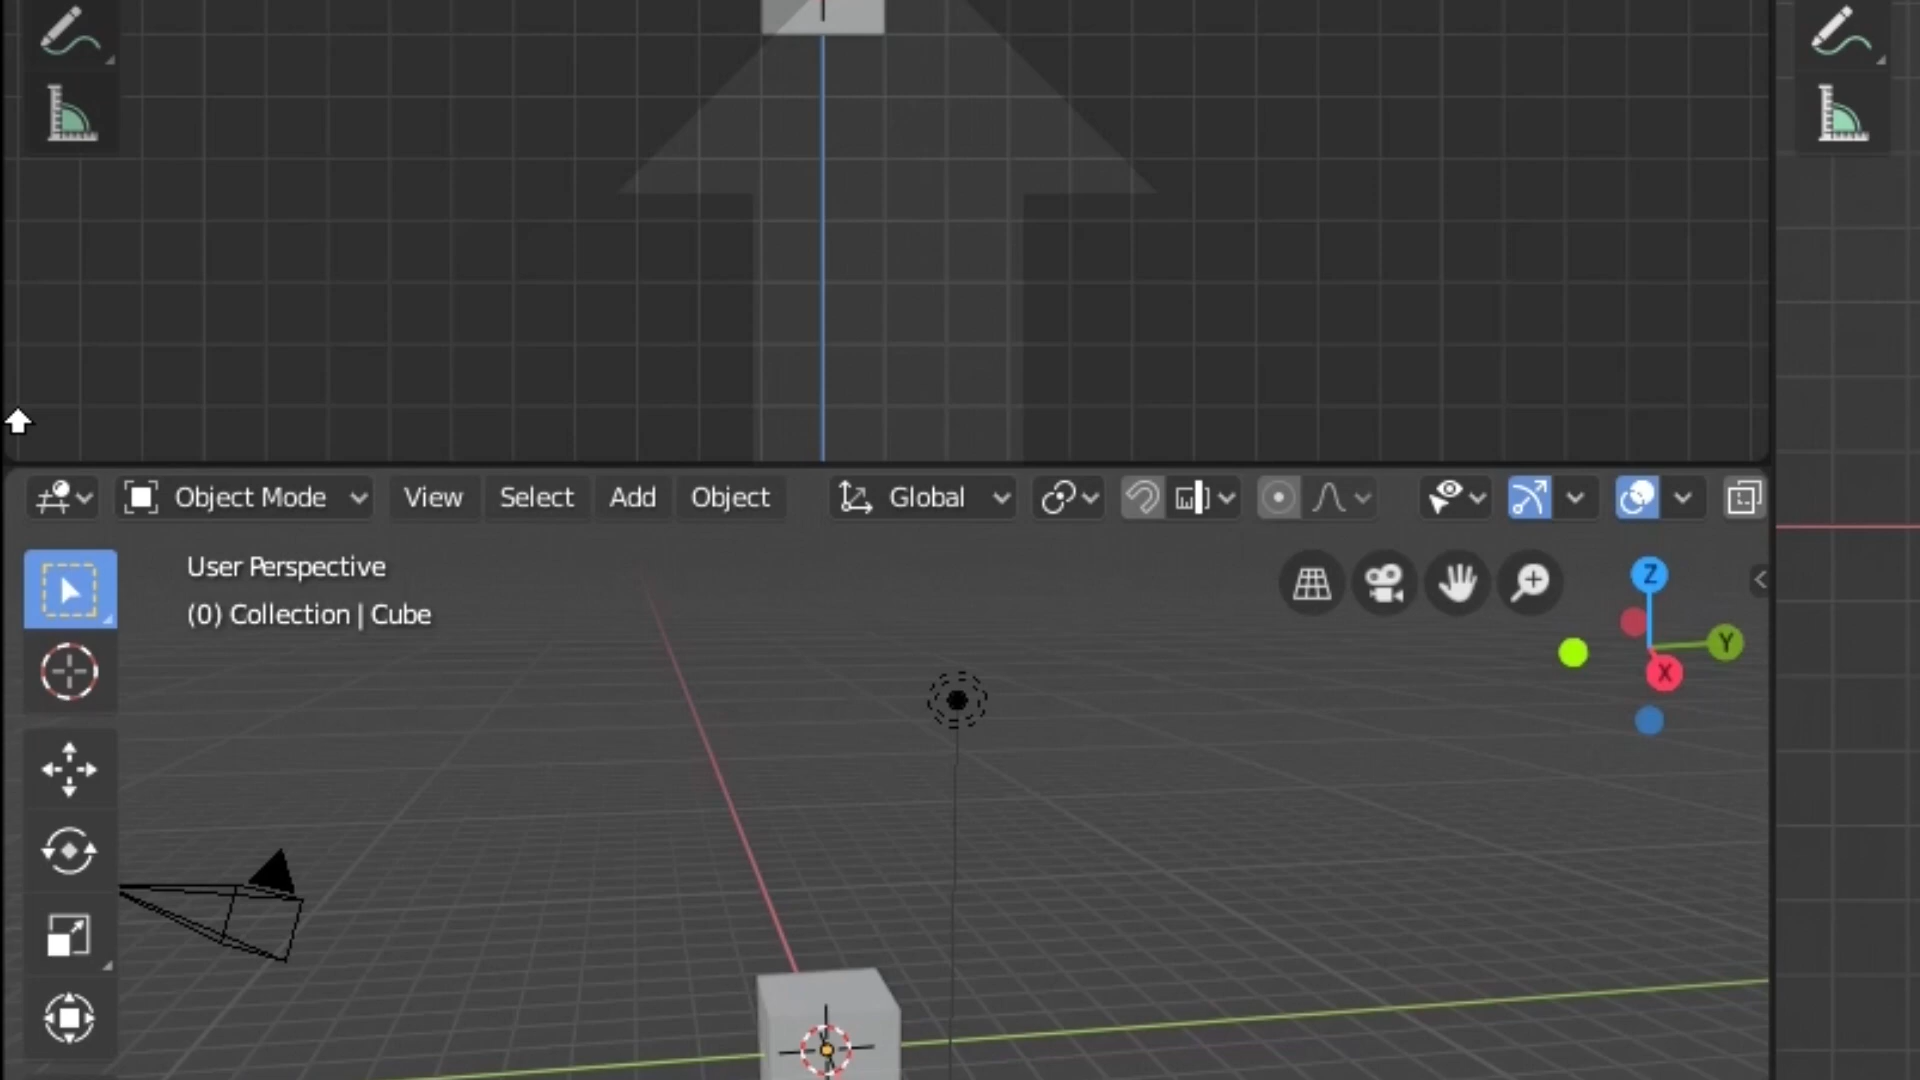 Object Mode View Select Add Object Global
User Perspective
(0) Collection | Cube
Z
Y
X